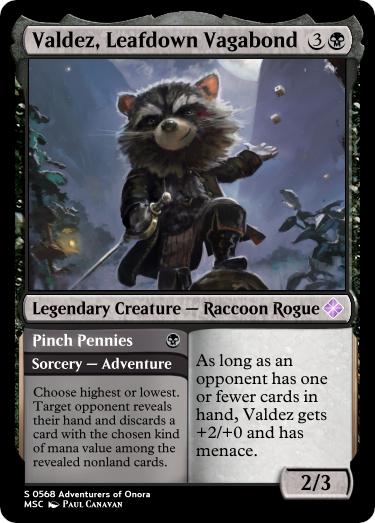 Valdez, Leafdown Vagabond 3
Legendary Creature — Raccoon Rogue
Pinch Pennies
Sorcery — Adventure
Choose highest or lowest.
Target opponent reveals
their hand and discards a
card with the chosen kind
of mana value among the
revealed nonland cards.
As long as an
opponent has one
or fewer cards in
hand, Valdez gets
+2/+0 and has
menace.
2/3
S 0568 Adventurers of Onora
MSC Paul Canavan